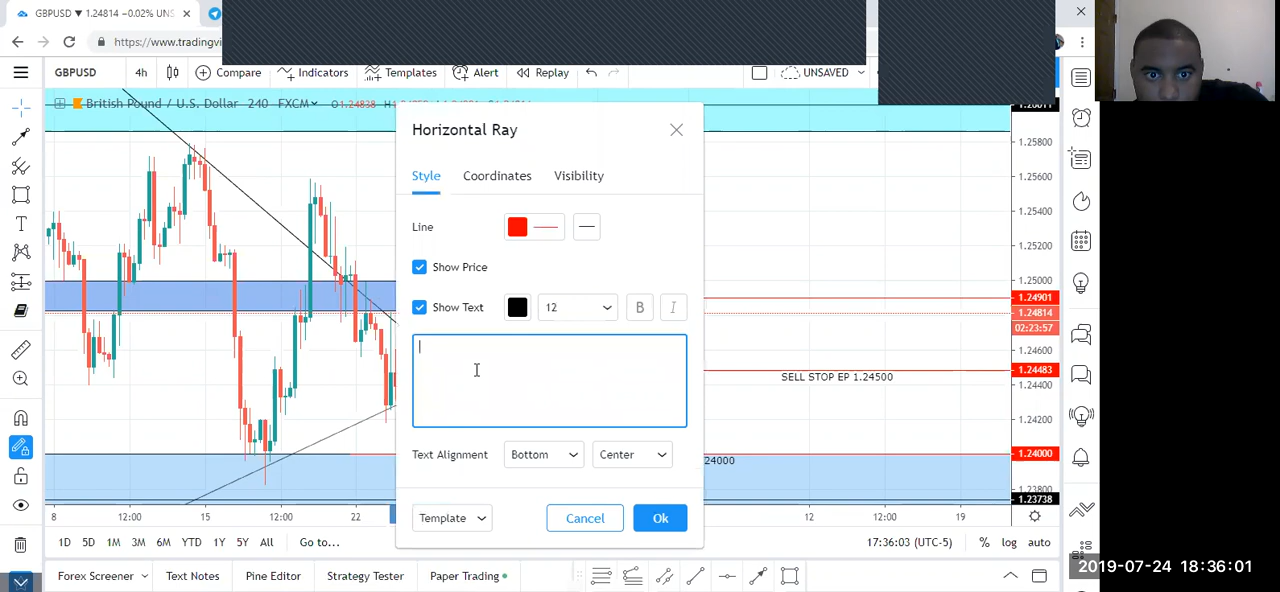 GBPUSD ▼ 1.24814 −0.02% UNS
https://www.tradingvi
GBPUSD 4h Compare Indicators Templates Alert Replay UNSAVED
British Pound / U.S. Dollar 240 FXCM
O1.24838
Horizontal Ray
Style Coordinates Visibility
Line
Show Price
Show Text 12 B I
Text Alignment Bottom Center
Template Cancel Ok
SELL STOP EP 1.24500
24000
1.25800
1.25600
1.25400
1.25200
1.25000
1.24901
1.24814
02:23:57
1.24600
1.24483
1.24400
1.24200
1.24000
1.23800
1.23738
8 12:00 15 12:00 22 12 12:00 19
1D 5D 1M 3M 6M YTD 1Y 5Y All Go to... 17:36:03 (UTC-5) % log auto
Forex Screener Text Notes Pine Editor Strategy Tester Paper Trading
2019-07-24 18:36:01